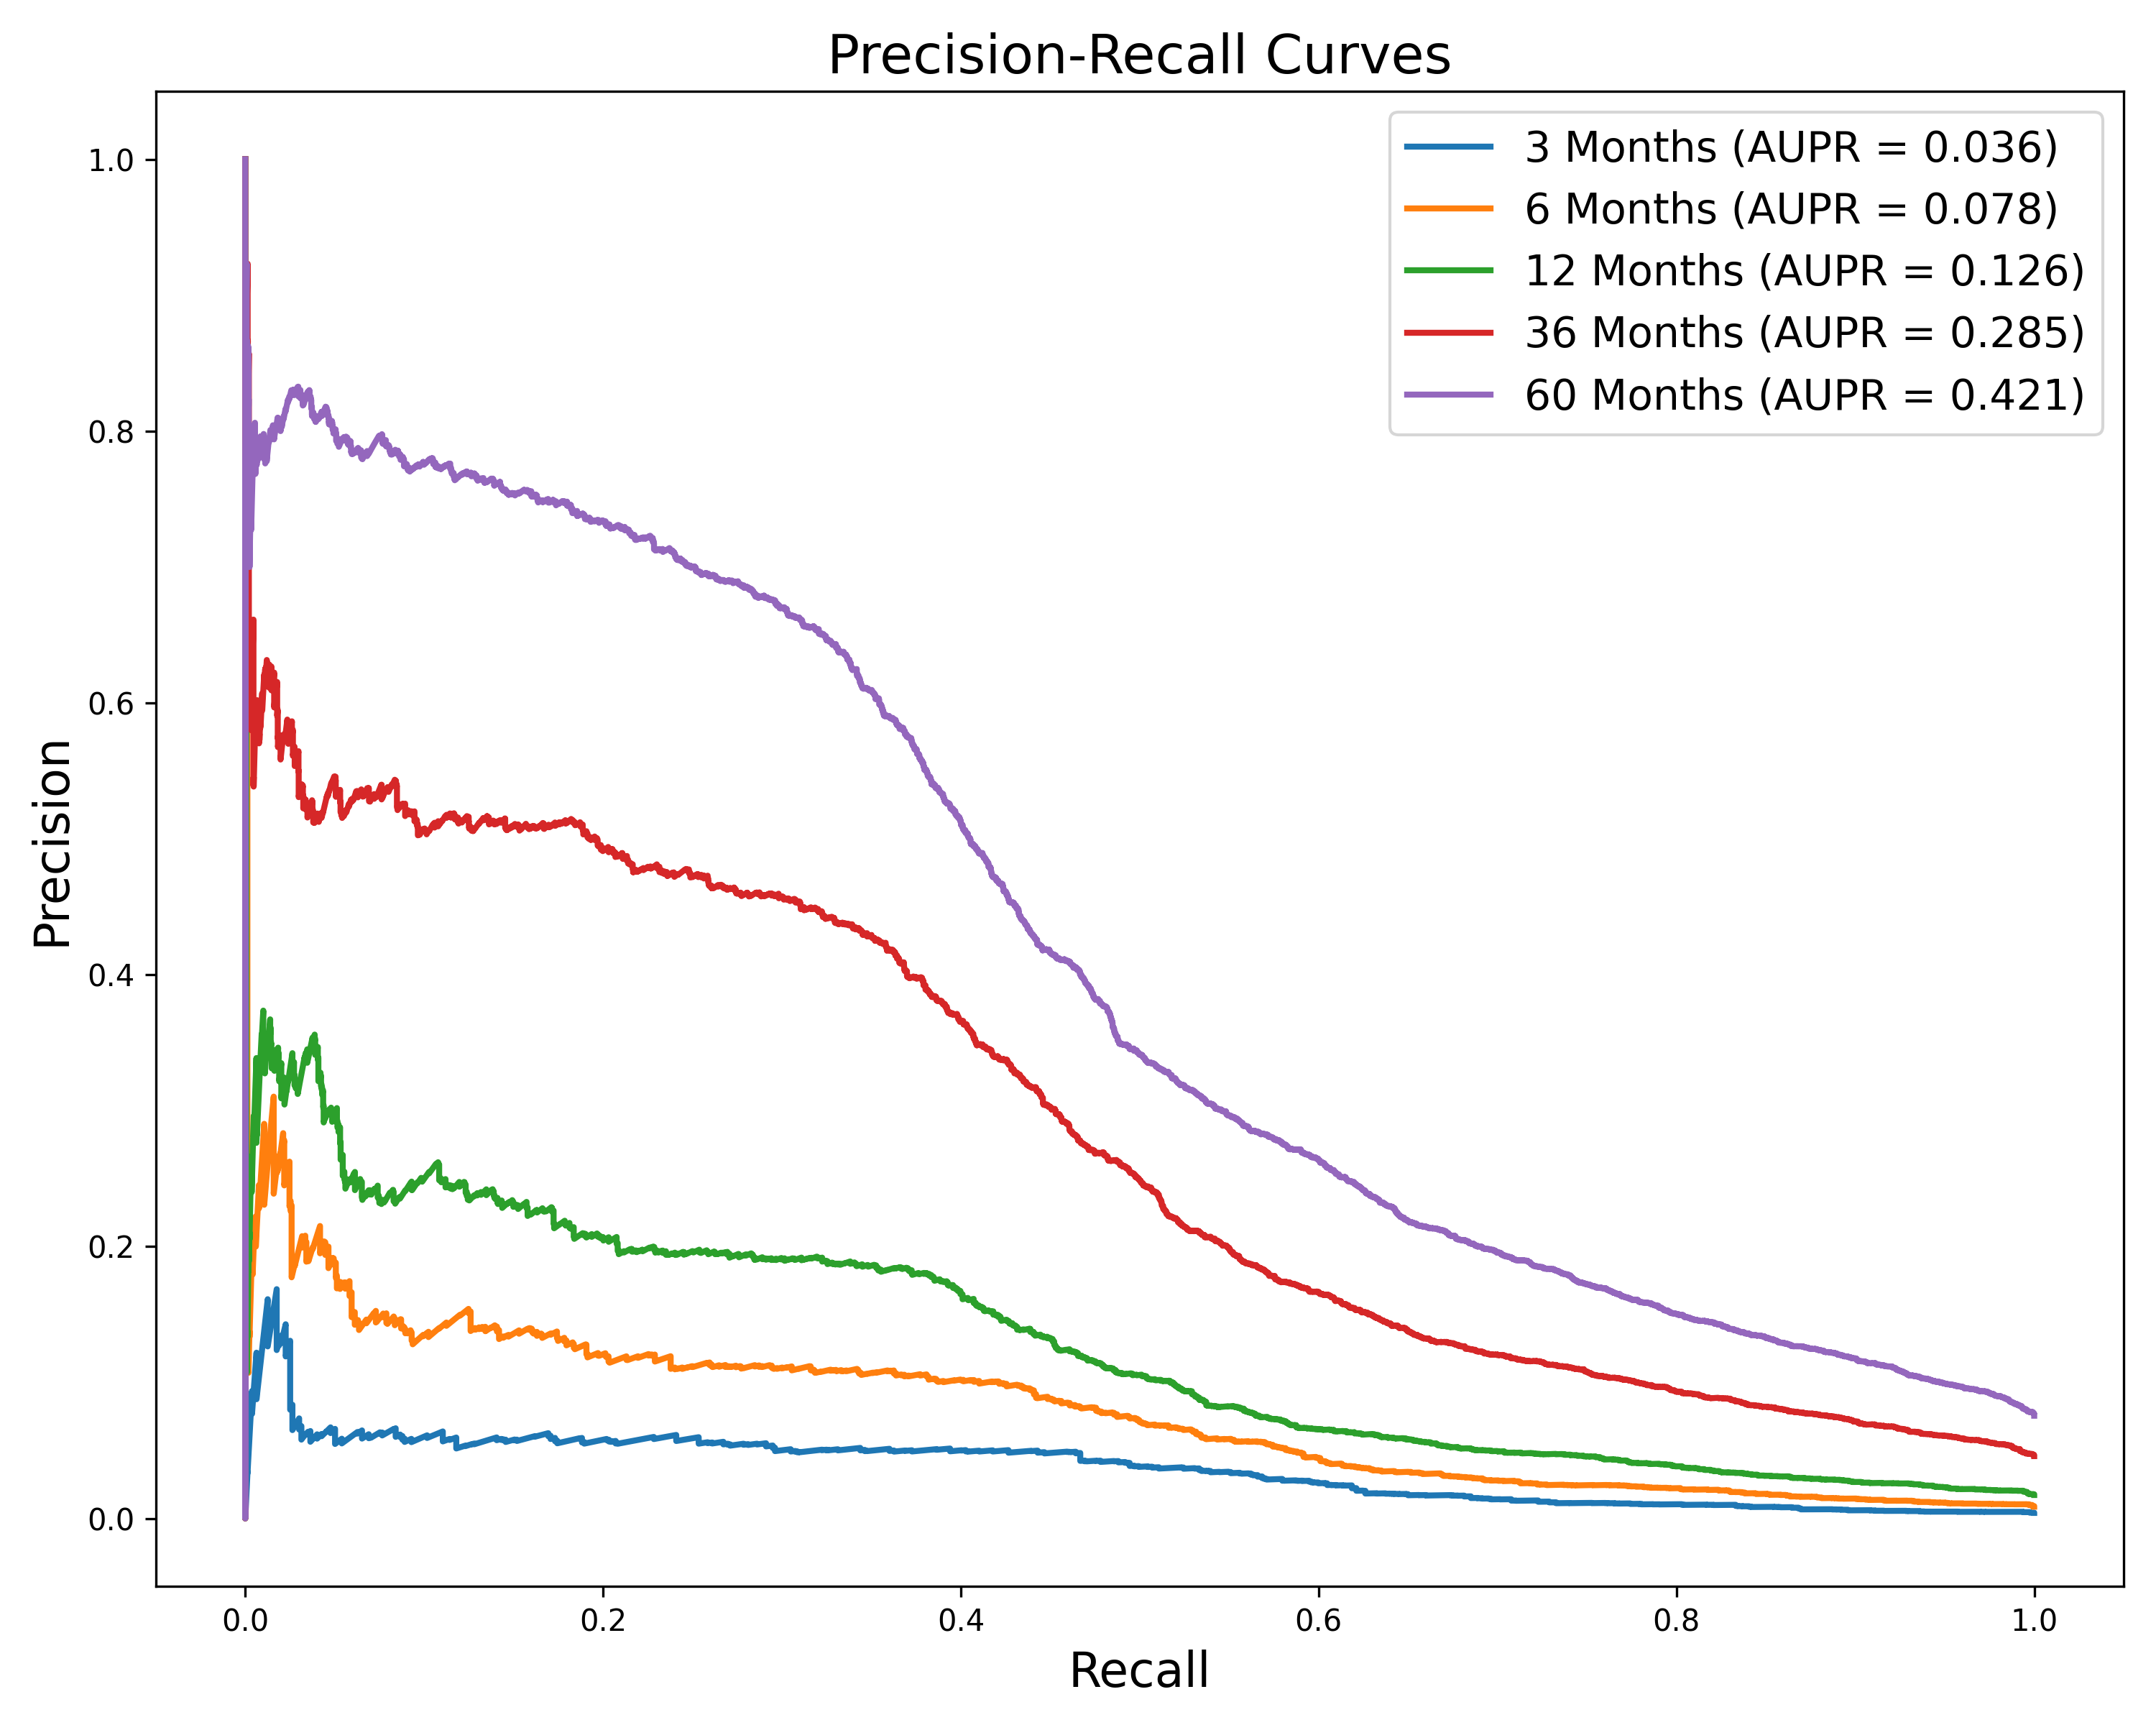 Precision-Recall Curves
3 Months (AUPR = 0.036)
6 Months (AUPR = 0.078)
12 Months (AUPR = 0.126)
36 Months (AUPR = 0.285)
60 Months (AUPR = 0.421)
Precision
1.0
0.8
0.6
0.4
0.2
0.0
0.0 0.2 0.4 0.6 0.8 1.0
Recall